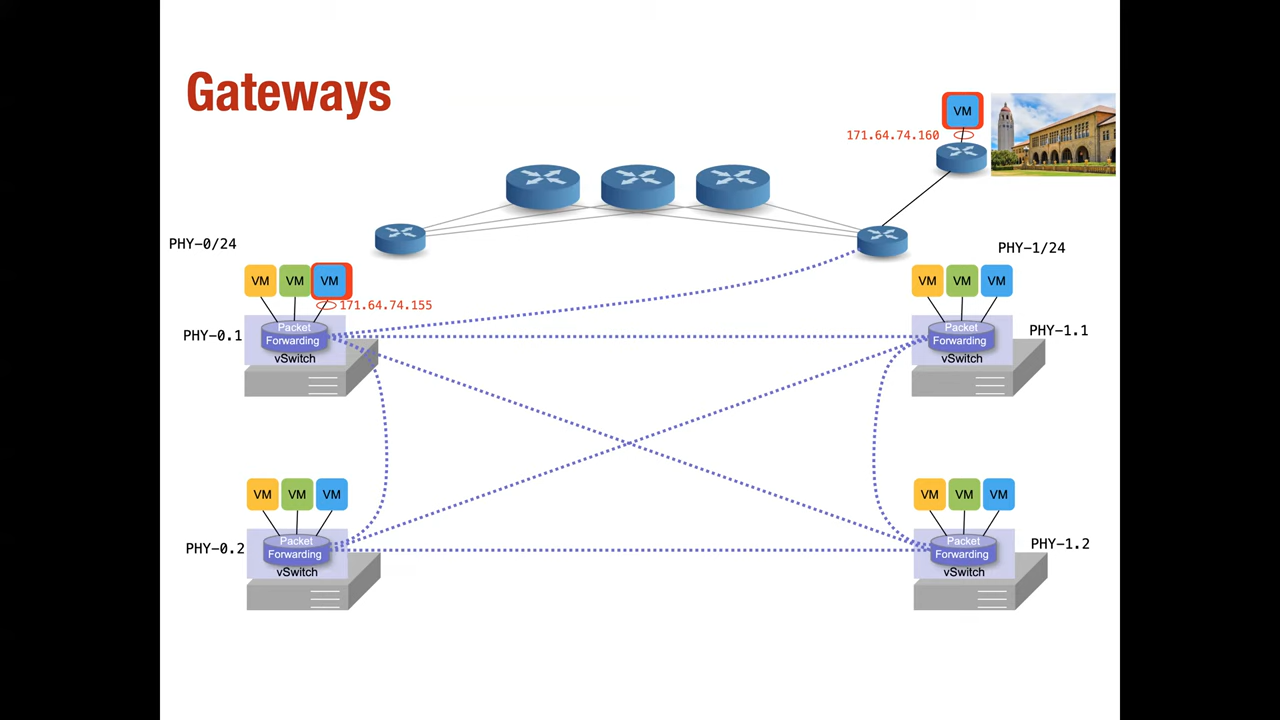 Gateways
VM
171.64.74.160
PHY-0/24
PHY-1/24
VM VM VM
171.64.74.155
PHY-0.1
Packet
Forwarding
vSwitch
VM VM VM
PHY-1.1
Packet
Forwarding
vSwitch
VM VM VM
PHY-0.2
Packet
Forwarding
vSwitch
VM VM VM
PHY-1.2
Packet
Forwarding
vSwitch